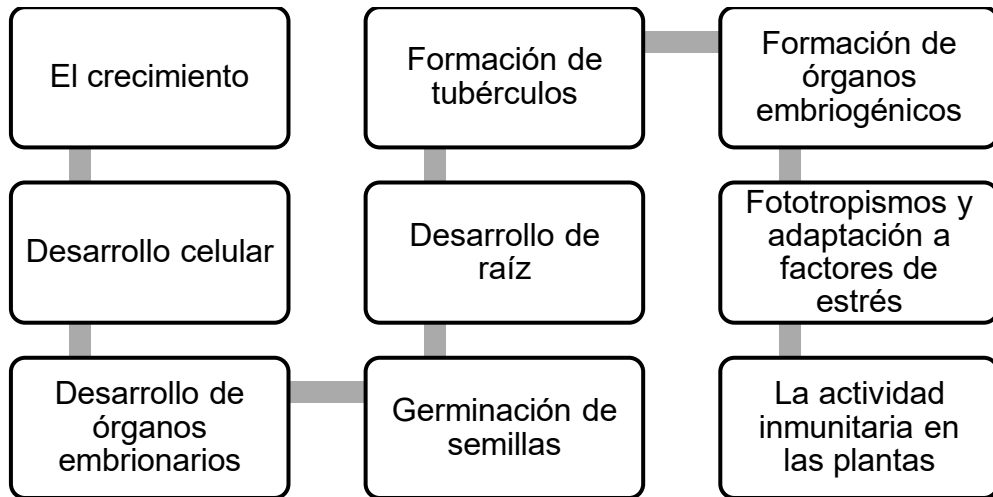 El crecimiento
Desarrollo celular
Desarrollo de
órganos
embrionarios
Germinación de
semillas
Desarrollo de
raíz
Formación de
tubérculos
Formación de
órganos
embriogénicos
Fototropismos y
adaptación a
factores de
estrés
La actividad
inmunitaria en
las plantas